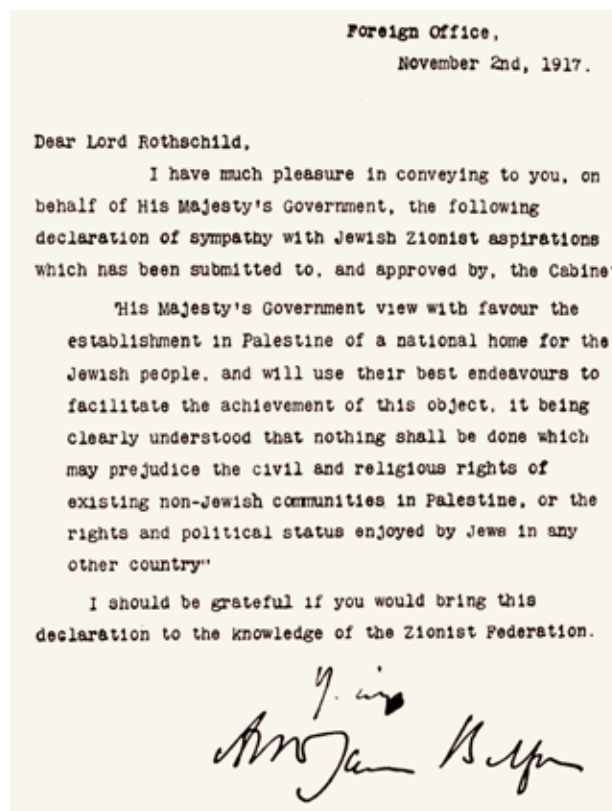 Foreign Office,
November 2nd, 1917.
Dear Lord Rothschild,
I have much pleasure in conveying to you, on
behalf of His Majesty's Government, the following
declaration of sympathy with Jewish Zionist aspirations
which has been submitted to, and approved by, the Cabine
"His Majesty's Government view with favour the
establishment in Palestine of a national home for the
Jewish people, and will use their best endeavours to
facilitate the achievement of this object, it being
clearly understood that nothing shall be done which
may prejudice the civil and religious rights of
existing non-Jewish communities in Palestine, or the
rights and political status enjoyed by Jews in any
other country"
I should be grateful if you would bring this
declaration to the knowledge of the Zionist Federation.